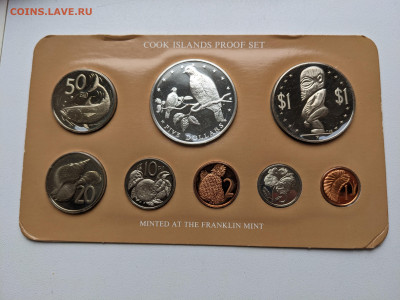 COINS.LAVE.RU
COOK ISLANDS PROOF SET
50
FIVE DOLLARS
$1 $1
20
10
2
MINTED AT THE FRANKLIN MINT